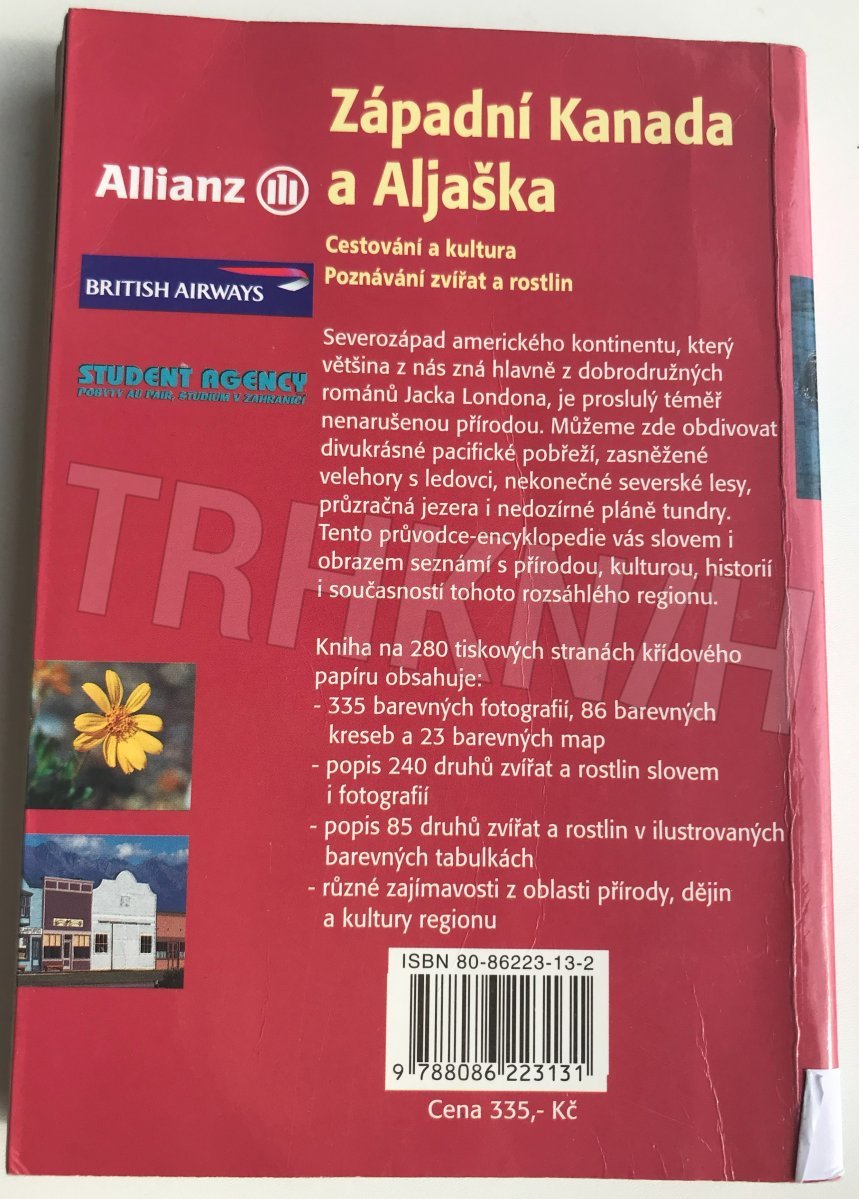 Západní Kanada
a Aljaška
Allianz
Cestování a kultura
Poznávání zvířat a rostlin
BRITISH AIRWAYS
STUDENT AGENCY
POBYTY AU PAIR, STUDIUM V ZAHRANIČÍ
Severozápad amerického kontinentu, který
většina z nás zná hlavně z dobrodružných
románů Jacka Londona, je proslulý téměř
nenarušenou přírodou. Můžeme zde obdivovat
divukrásné pacifické pobřeží, zasněžené
velehory s ledovci, nekonečné severské lesy,
průzračná jezera i nedozírné pláně tundry.
Tento průvodce-encyklopedie vás slovem i
obrazem seznámí s přírodou, kulturou, historií
i současností tohoto rozsáhlého regionu.
TRHKNIH
Kniha na 280 tiskových stranách křídového
papíru obsahuje:
- 335 barevných fotografií, 86 barevných
kreseb a 23 barevných map
- popis 240 druhů zvířat a rostlin slovem
i fotografií
- popis 85 druhů zvířat a rostlin v ilustrovaných
barevných tabulkách
- různé zajímavosti z oblasti přírody, dějin
a kultury regionu
ISBN 80-86223-13-2
9 788086 223131
Cena 335,- Kč